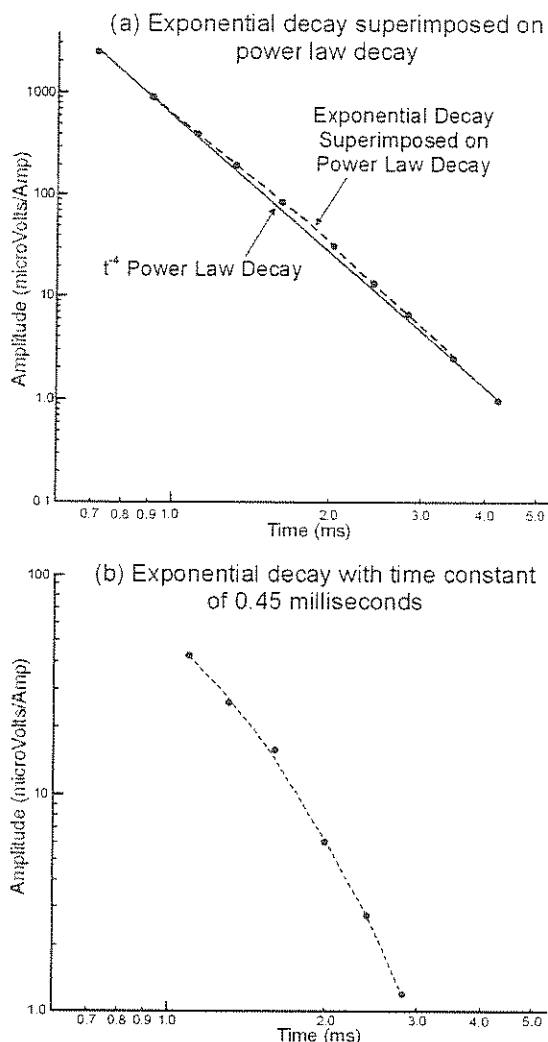 (a) Exponential decay superimposed on
power law decay
Amplitude (microVolts/Amp)
1000
100
10
1.0
0.1
Exponential Decay
Superimposed on
Power Law Decay
t⁻⁴ Power Law Decay
0.7 0.8 0.9 1.0 2.0 3.0 4.0 5.0
Time (ms)
(b) Exponential decay with time constant
of 0.45 milliseconds
Amplitude (microVolts/Amp)
100
10
1.0
0.7 0.8 0.9 1.0 2.0 3.0 4.0 5.0
Time (ms)